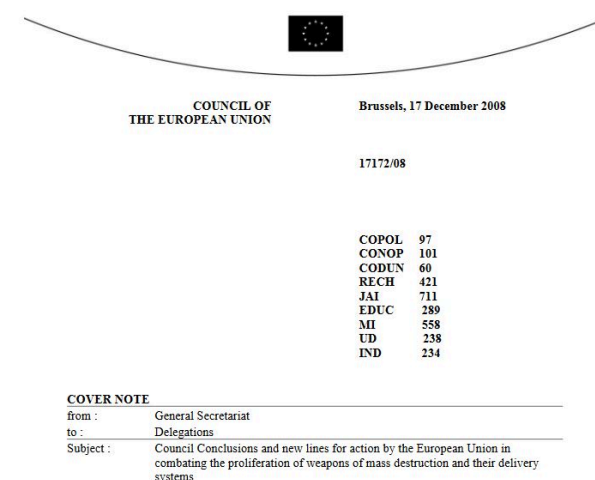 COUNCIL OF
THE EUROPEAN UNION
Brussels, 17 December 2008
17172/08
COPOL 97
CONOP 101
CODUN 60
RECH 421
JAI 711
EDUC 289
MI 558
UD 238
IND 234
COVER NOTE
from : General Secretariat
to : Delegations
Subject : Council Conclusions and new lines for action by the European Union in
combating the proliferation of weapons of mass destruction and their delivery
systems